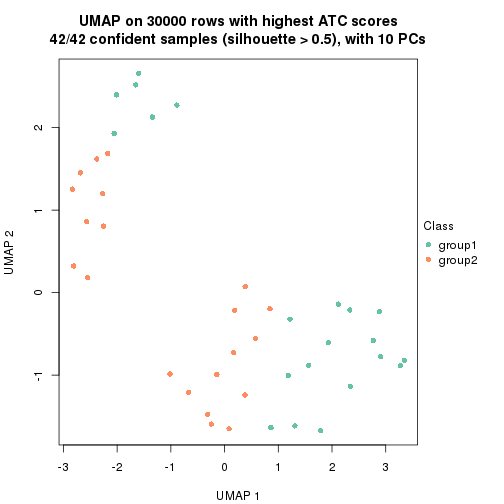 UMAP on 30000 rows with highest ATC scores
42/42 confident samples (silhouette > 0.5), with 10 PCs
2
1
0
-1
UMAP 2
-3
-2
-1
0
1
2
3
UMAP 1
Class
group1
group2